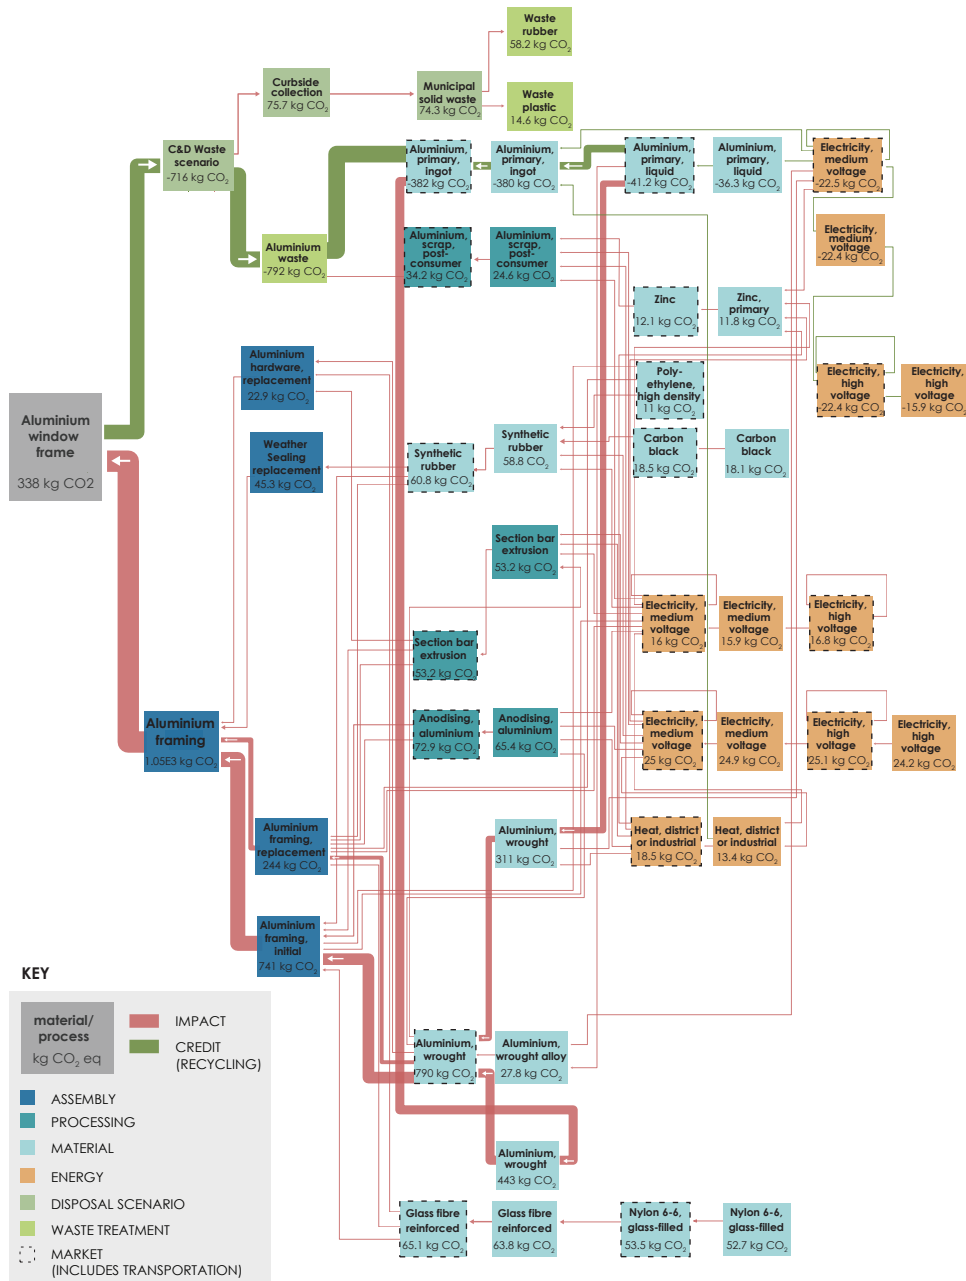 Waste
rubber
58.2 kg CO2
Curbside
collection
75.7 kg CO2
Municipal
solid waste
74.3 kg CO2
Waste
plastic
14.6 kg CO2
C&D Waste
scenario
-716 kg CO2
Aluminium,
primary,
ingot
-382 kg CO2
Aluminium,
primary,
ingot
-380 kg CO2
Aluminium,
primary,
liquid
-41.2 kg CO2
Aluminium,
primary,
liquid
-36.3 kg CO2
Electricity,
medium
voltage
-22.5 kg CO2
Aluminium
waste
-792 kg CO2
Aluminium,
scrap,
post-
consumer
34.2 kg CO2
Aluminium,
scrap,
post-
consumer
24.6 kg CO2
Electricity,
medium
voltage
-22.4 kg CO2
Zinc
12.1 kg CO2
Zinc,
primary
11.8 kg CO2
Aluminium
hardware,
replacement
22.9 kg CO2
Poly-
ethylene,
high density
11 kg CO2
Electricity,
high
voltage
-22.4 kg CO2
Electricity,
high
voltage
-15.9 kg CO2
Aluminium
window
frame
338 kg CO2
Weather
Sealing
replacement
45.3 kg CO2
Synthetic
rubber
60.8 kg CO2
Synthetic
rubber
58.8 kg CO2
Carbon
black
18.5 kg CO2
Carbon
black
18.1 kg CO2
Section bar
extrusion
53.2 kg CO2
Section bar
extrusion
53.2 kg CO2
Electricity,
medium
voltage
16 kg CO2
Electricity,
medium
voltage
15.9 kg CO2
Electricity,
high
voltage
16.8 kg CO2
Aluminium
framing
1.05E3 kg CO2
Anodising,
aluminium
72.9 kg CO2
Anodising,
aluminium
65.4 kg CO2
Electricity,
medium
voltage
25 kg CO2
Electricity,
medium
voltage
24.9 kg CO2
Electricity,
high
voltage
25.1 kg CO2
Electricity,
high
voltage
24.2 kg CO2
Aluminium
framing,
replacement
244 kg CO2
Aluminium,
wrought
311 kg CO2
Heat, district
or industrial
18.5 kg CO2
Heat, district
or industrial
13.4 kg CO2
Aluminium
framing,
initial
741 kg CO2
Aluminium,
wrought
790 kg CO2
Aluminium,
wrought alloy
27.8 kg CO2
Aluminium,
wrought
443 kg CO2
Glass fibre
reinforced
65.1 kg CO2
Glass fibre
reinforced
63.8 kg CO2
Nylon 6-6,
glass-filled
53.5 kg CO2
Nylon 6-6,
glass-filled
52.7 kg CO2
KEY
material/
process
kg CO2 eq
IMPACT
CREDIT
(RECYCLING)
ASSEMBLY
PROCESSING
MATERIAL
ENERGY
DISPOSAL SCENARIO
WASTE TREATMENT
MARKET
(INCLUDES TRANSPORTATION)